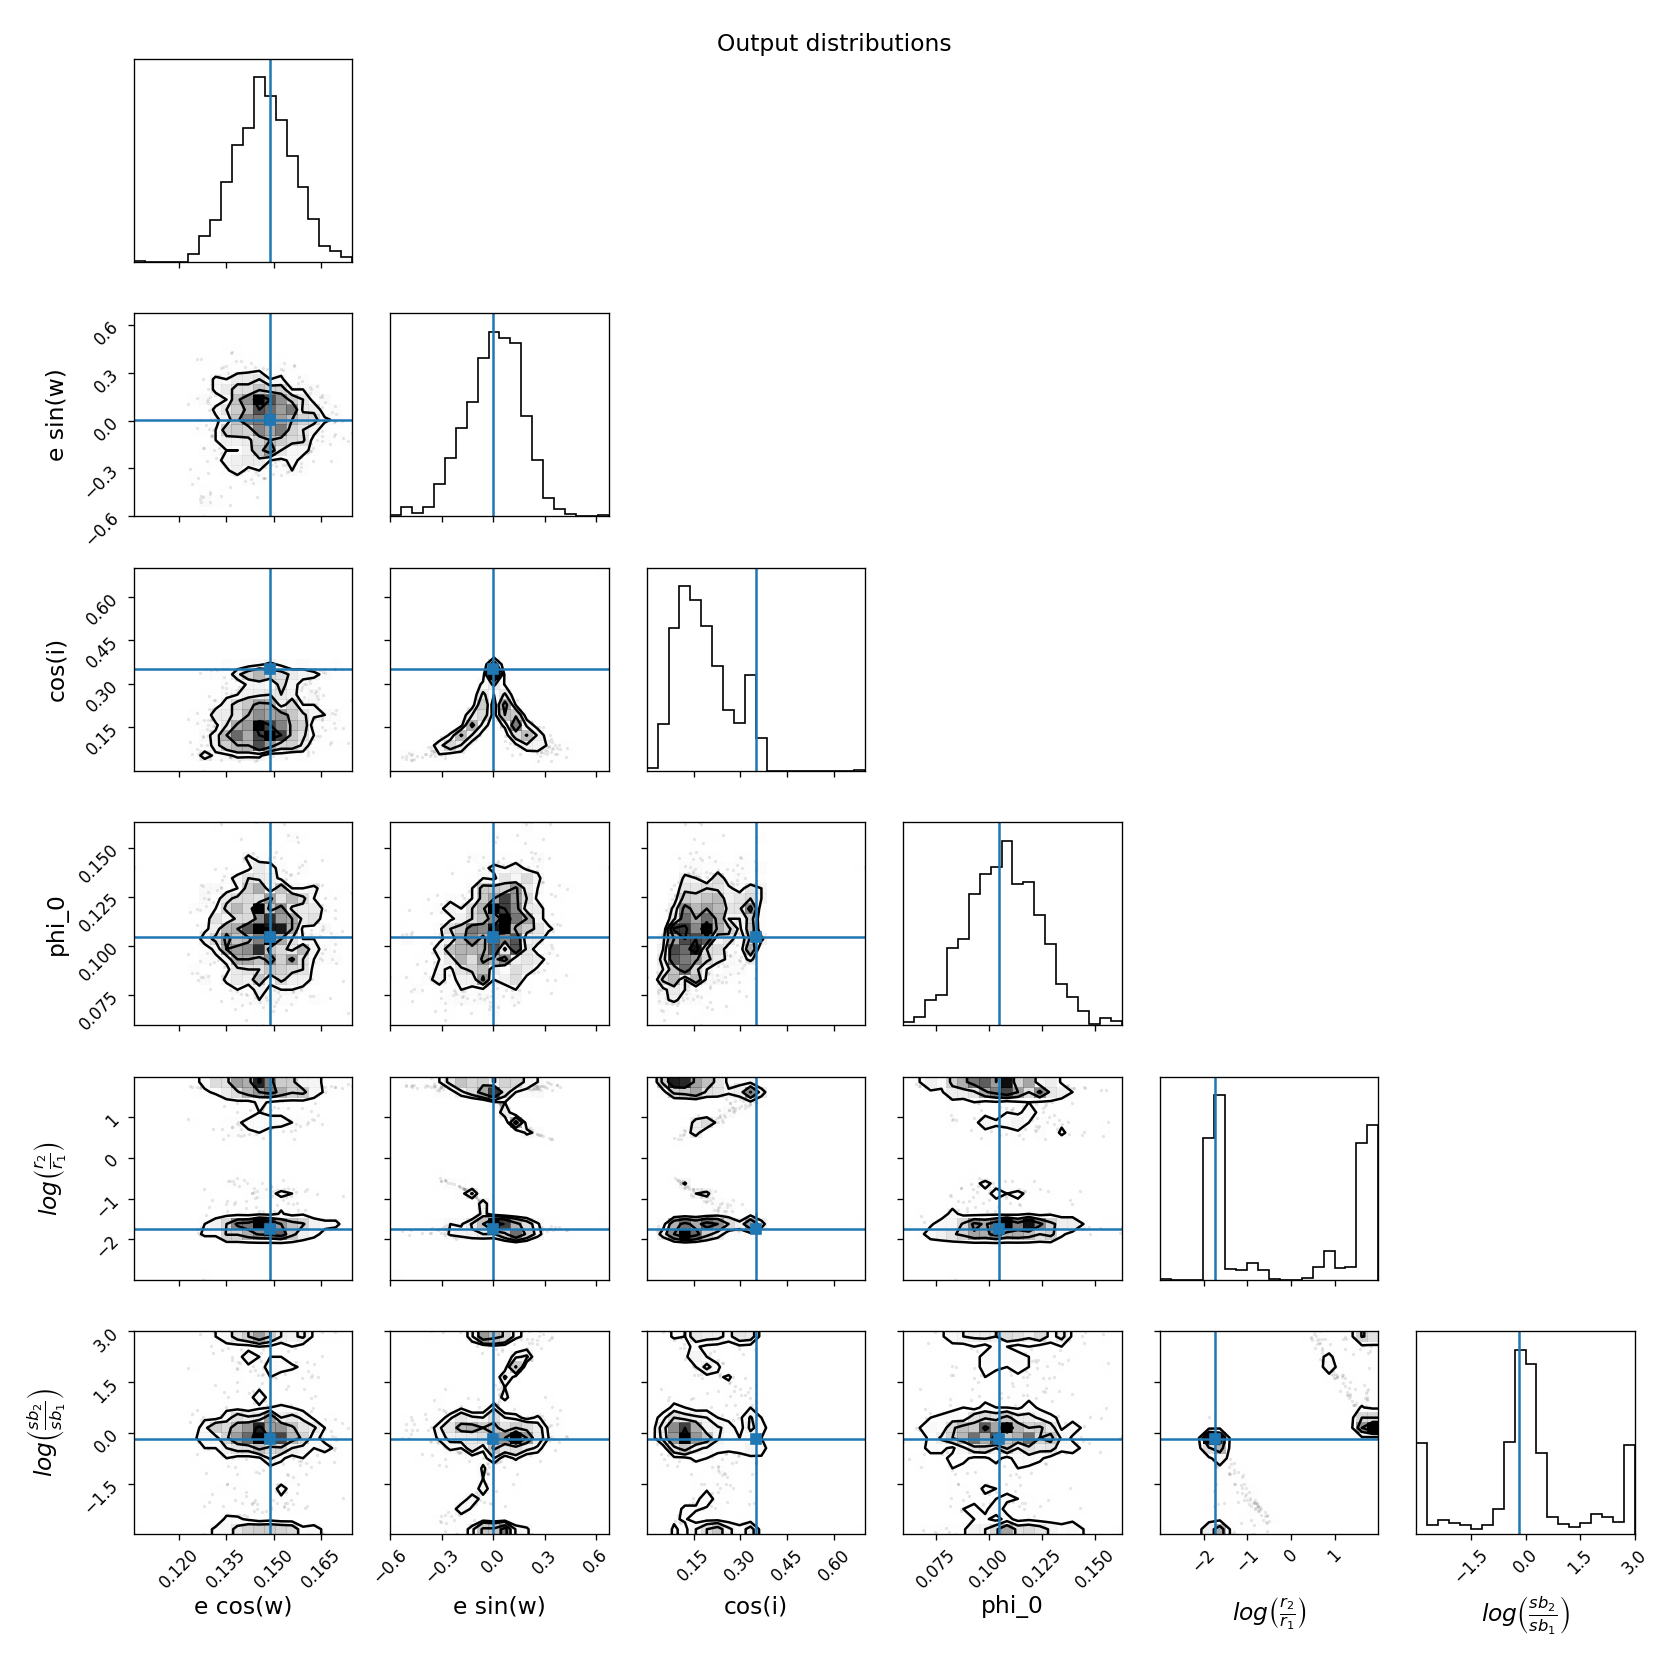 Output distributions
e sin(w)
0.6
0.3
0.0
−0.3
−0.6
cos(i)
0.60
0.45
0.30
0.15
phi_0
0.150
0.125
0.100
0.075
log(r2/r1)
1
0
−1
−2
log(sb2/sb1)
3.0
1.5
0.0
−1.5
0.120 0.135 0.150 0.165 −0.6 −0.3 0.0 0.3 0.6 0.15 0.30 0.45 0.60 0.075 0.100 0.125 0.150 −2 −1 0 1 −1.5 0.0 1.5 3.0
e cos(w) e sin(w) cos(i) phi_0 log(r2/r1) log(sb2/sb1)